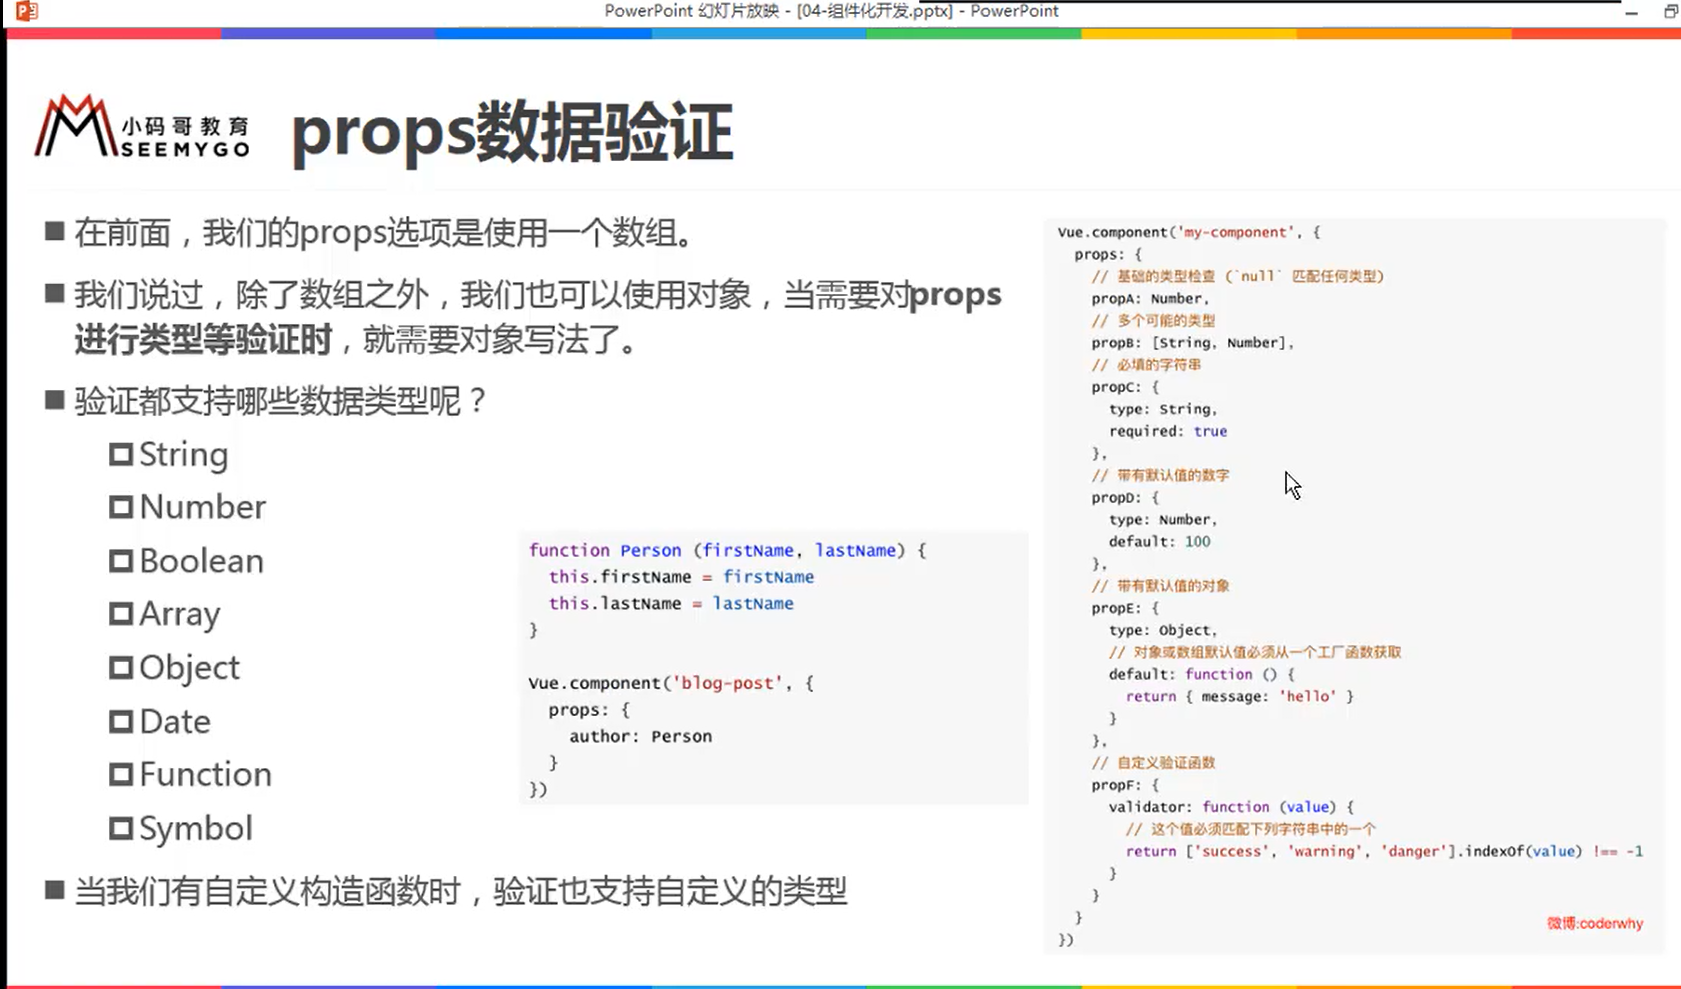 PowerPoint 幻灯片放映 - [04-组件化开发.pptx] - PowerPoint
小码哥教育
SEEMYGO
props数据验证
在前面，我们的props选项是使用一个数组。
我们说过，除了数组之外，我们也可以使用对象，当需要对props
进行类型等验证时，就需要对象写法了。
验证都支持哪些数据类型呢？
String
Number
Boolean
Array
Object
Date
Function
Symbol
当我们有自定义构造函数时，验证也支持自定义的类型
function Person (firstName, lastName) {
  this.firstName = firstName
  this.lastName = lastName
}
Vue.component('blog-post', {
  props: {
    author: Person
  }
})
Vue.component('my-component', {
  props: {
    // 基础的类型检查 (`null` 匹配任何类型)
    propA: Number,
    // 多个可能的类型
    propB: [String, Number],
    // 必填的字符串
    propC: {
      type: String,
      required: true
    },
    // 带有默认值的数字
    propD: {
      type: Number,
      default: 100
    },
    // 带有默认值的对象
    propE: {
      type: Object,
      // 对象或数组默认值必须从一个工厂函数获取
      default: function () {
        return { message: 'hello' }
      }
    },
    // 自定义验证函数
    propF: {
      validator: function (value) {
        // 这个值必须匹配下列字符串中的一个
        return ['success', 'warning', 'danger'].indexOf(value) !== -1
      }
    }
  }
})
微博:coderwhy